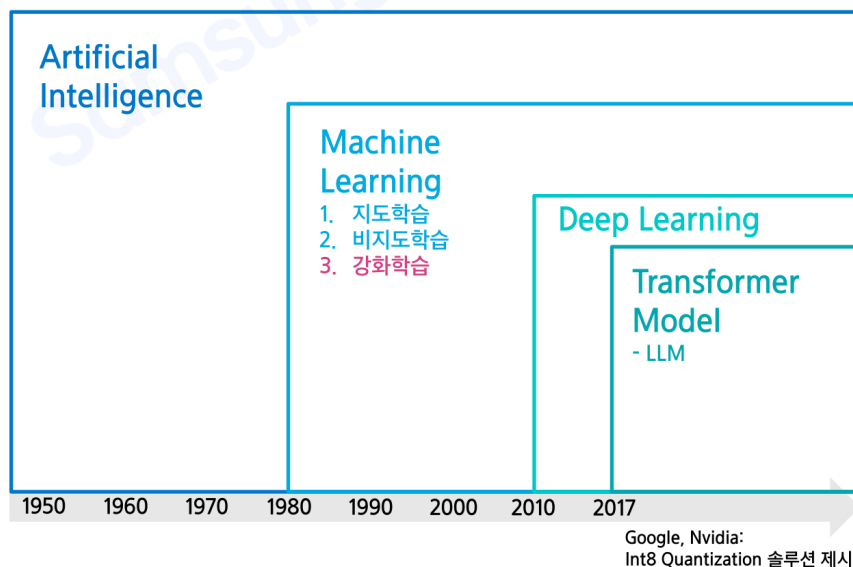 Samsung
Artificial
Intelligence
Machine
Learning
1. 지도학습
2. 비지도학습
3. 강화학습
Deep Learning
Transformer
Model
- LLM
1950 1960 1970 1980 1990 2000 2010 2017
Google, Nvidia:
Int8 Quantization 솔루션 제시